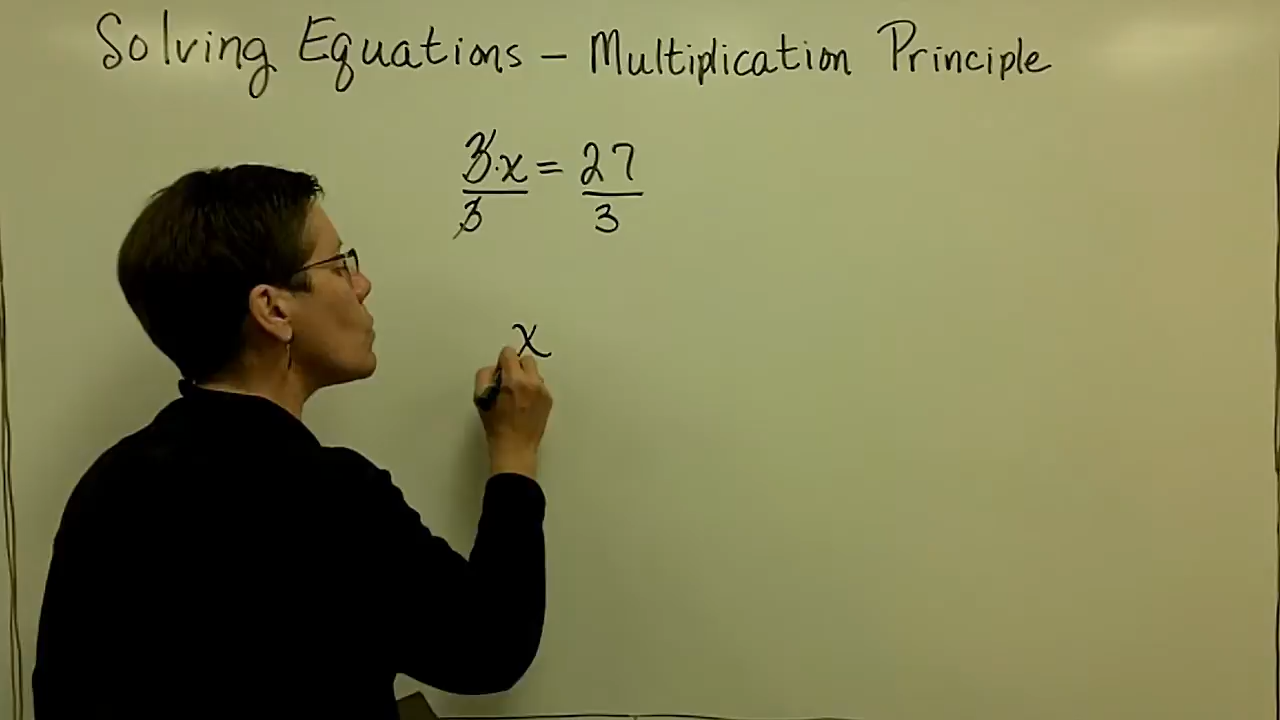 Solving Equations – Multiplication Principle
3·x = 27
3 3
x